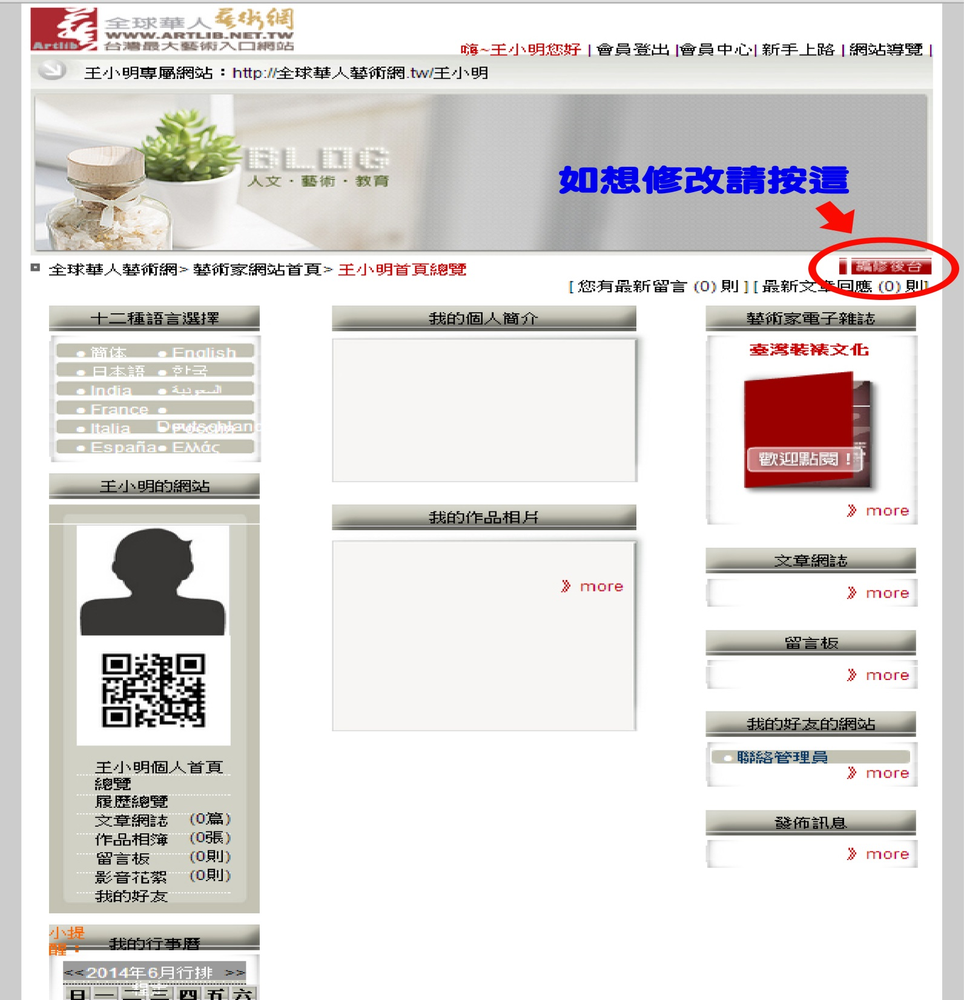 全球華人藝術網
WWW.ARTLIB.NET.TW
台灣最大藝術入口網站
藝
Artlib
嗨~王小明您好 | 會員登出 |會員中心| 新手上路 | 網站導覽 |
王小明專屬網站：http://全球華人藝術網.tw/王小明
BLOG
人文・藝術・教育
如想修改請按這
全球華人藝術網> 藝術家網站首頁> 王小明首頁總覽
編修後台
[ 您有最新留言 (0) 則 ] [ 最新文章回應 (0) 則]
十二種語言選擇
简体 English
日本語 한국
India
France
Deutschland
Italia
España Ελλάς
王小明的網站
王小明個人首頁
總覽
履歷總覽
文章網誌 (0篇)
作品相簿 (0張)
留言板 (0則)
影音花絮 (0則)
我的好友
小提
醒：
我的行事曆
<<2014年6月行排 >>
程定
日 一 二 三 四 五 六
我的個人簡介
我的作品相片
》 more
藝術家電子雜誌
臺灣裝裱文化
歡迎點閱！
》 more
文章網誌
》 more
留言板
》 more
我的好友的網站
聯絡管理員
》 more
發佈訊息
》 more